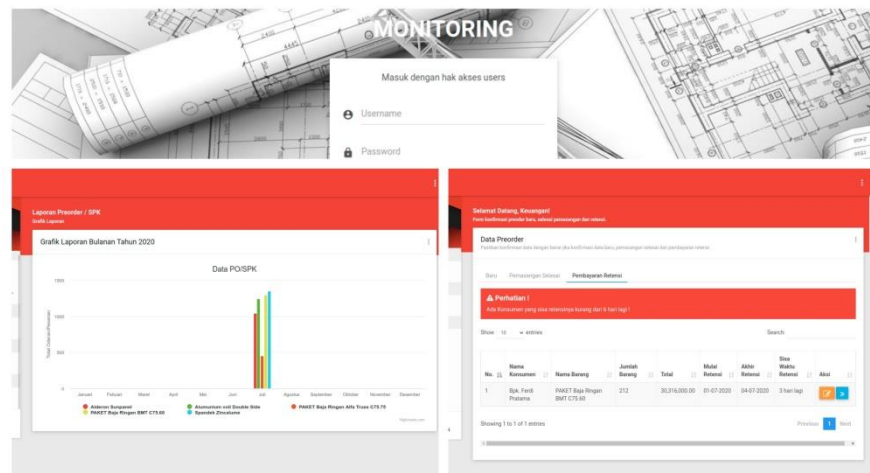 MONITORING
Masuk dengan hak akses users
Username
Password
Laporan Preorder / SPK
Grafik Laporan
Grafik Laporan Bulanan Tahun 2020
Data PO/SPK
1500
1000
500
0
Januari Februari Maret April Mei Juni Juli Agustus September Oktober November Desember
Alderon Sunpanel
Alumunium voil Double Side
PAKET Baja Ringan Alfa Truss C75.75
PAKET Baja Ringan BMT C75.60
Spandek Zincalume
Highcharts.com
Selamat Datang, Keuangan!
Data Preorder
Baru Pemasangan Selesai Pembayaran Retensi
Perhatian !
Ada Konsumen yang sisa retensinya kurang dari 6 hari lagi !
Show 10 entries Search:
No. Nama Konsumen Nama Barang Jumlah Barang Total Mulai Retensi Akhir Retensi Sisa Waktu Retensi Aksi
1 Bpk. Ferdi Pratama PAKET Baja Ringan BMT C75.60 212 30,316,000.00 01-07-2020 04-07-2020 3 hari lagi
Showing 1 to 1 of 1 entries
Previous 1 Next